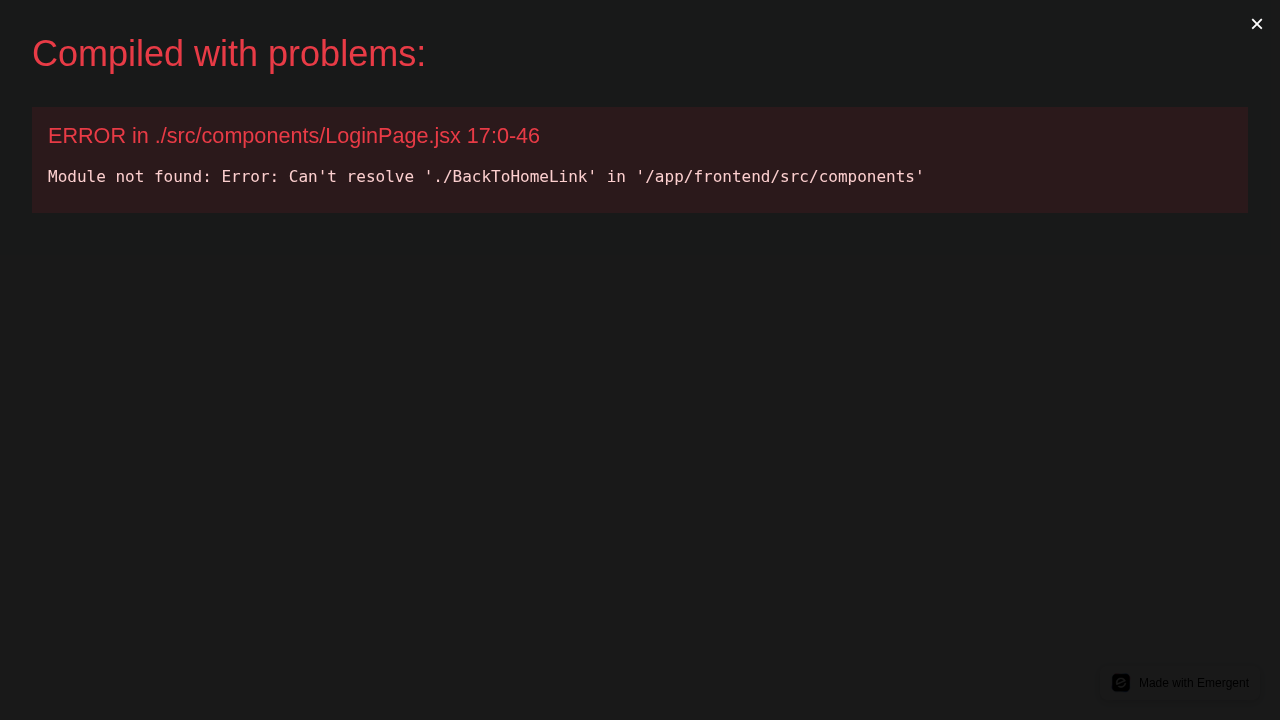 ×
Compiled with problems:
ERROR in ./src/components/LoginPage.jsx 17:0-46
Module not found: Error: Can't resolve './BackToHomeLink' in '/app/frontend/src/components'
Made with Emergent